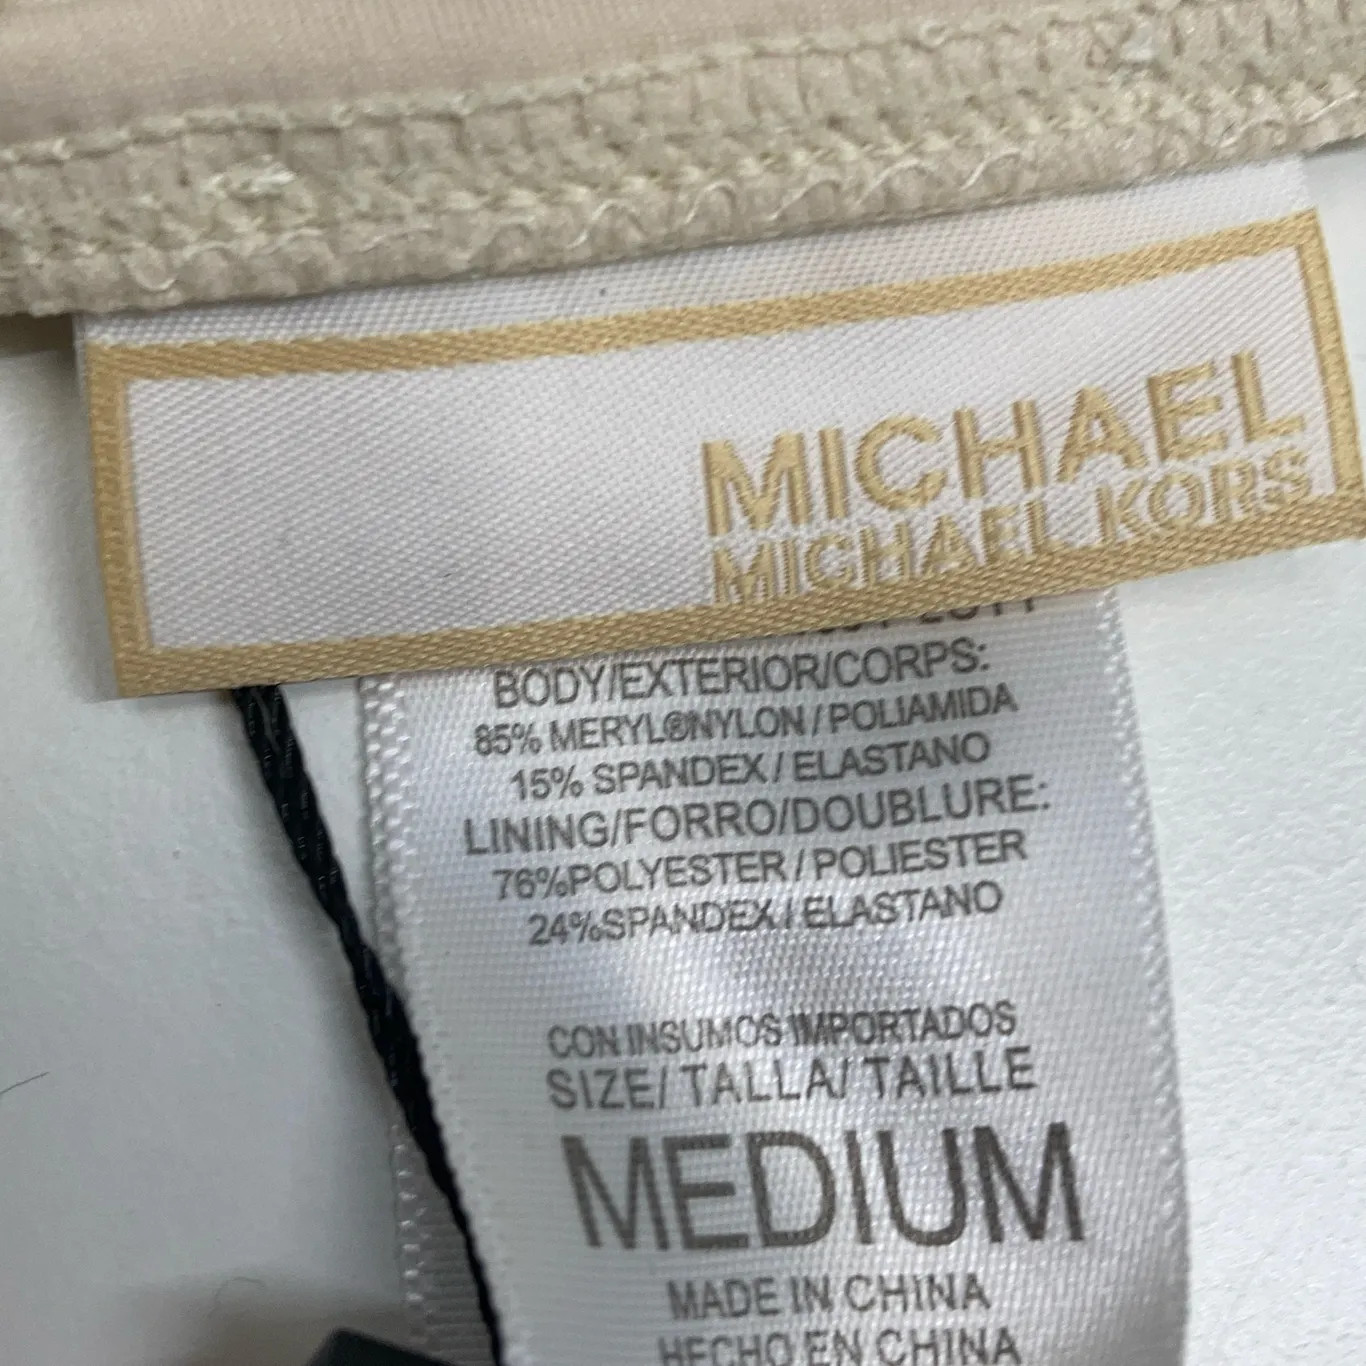 MICHAEL
MICHAEL KORS
BODY/EXTERIOR/CORPS:
85% MERYL®NYLON / POLIAMIDA
15% SPANDEX / ELASTANO
LINING/FORRO/DOUBLURE:
76%POLYESTER / POLIESTER
24%SPANDEX / ELASTANO
CON INSUMOS IMPORTADOS
SIZE/ TALLA/ TAILLE
MEDIUM
MADE IN CHINA
HECHO EN CHINA